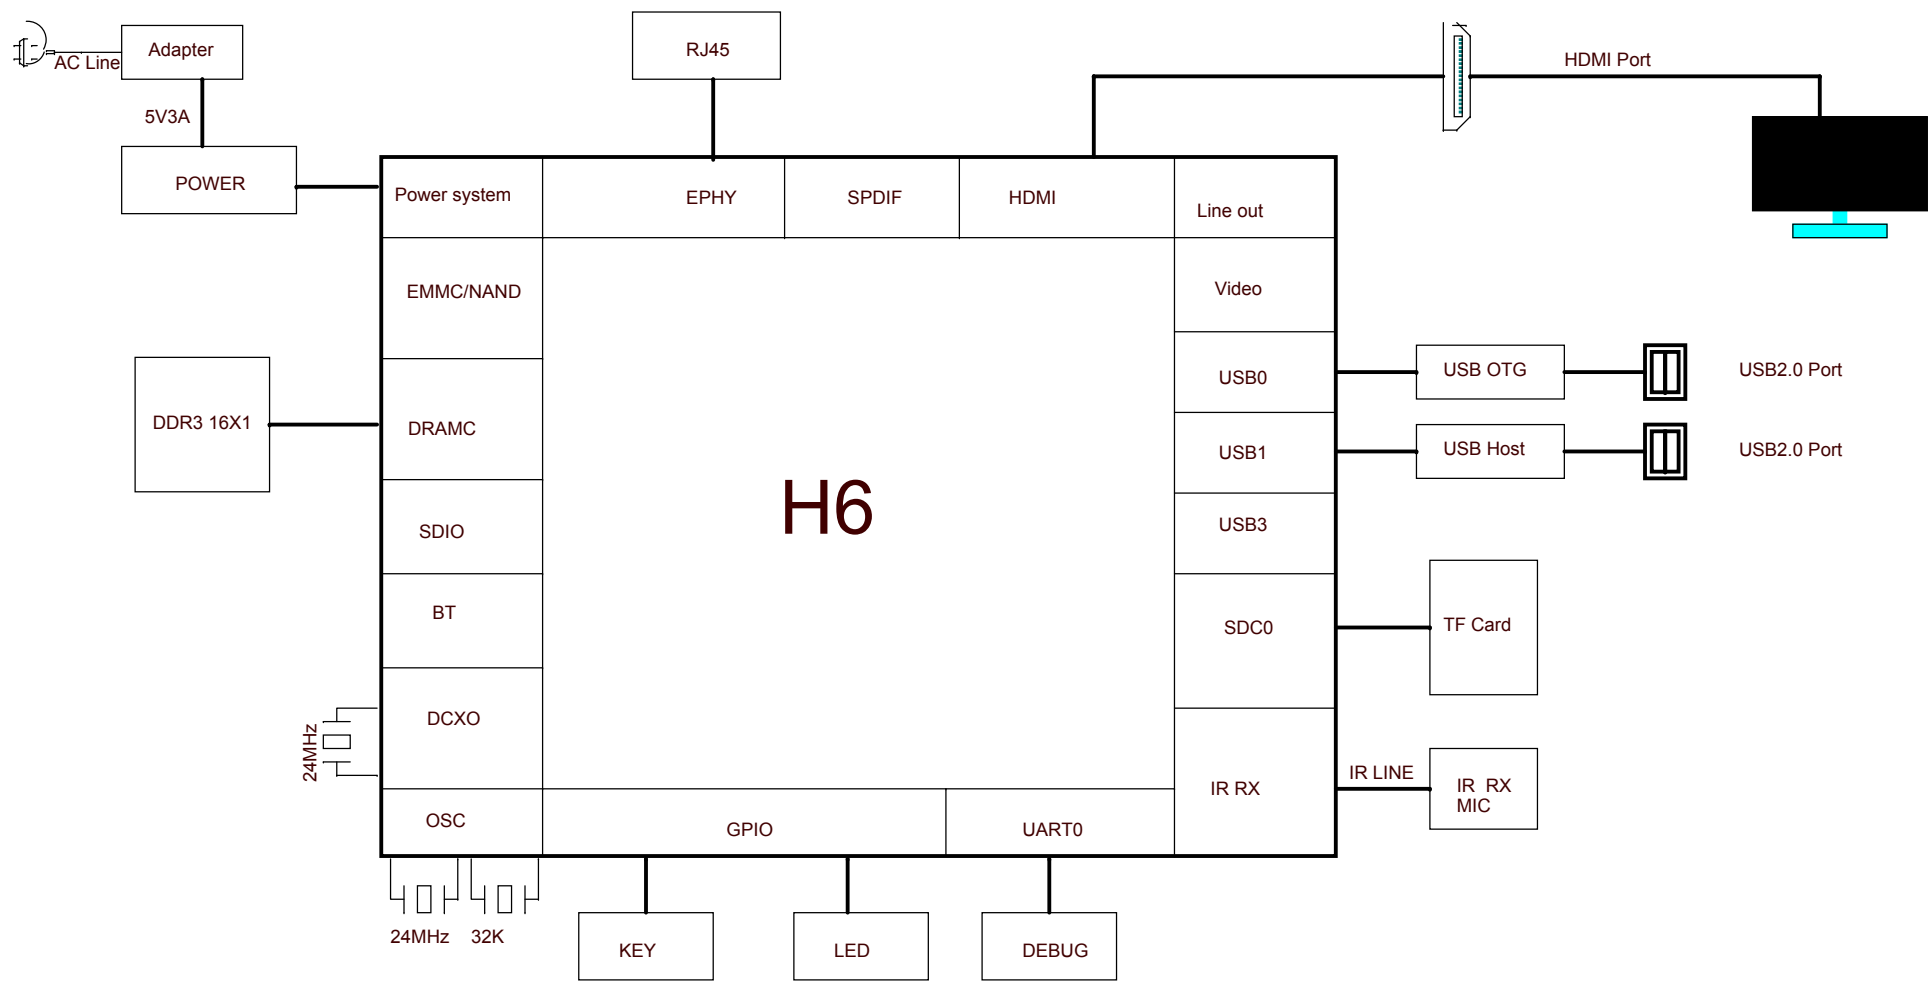 Adapter
RJ45
AC Line
HDMI Port
5V3A
POWER
Power system
EPHY
SPDIF
HDMI
Line out
EMMC/NAND
Video
DDR3 16X1
DRAMC
USB0
USB OTG
USB2.0 Port
USB1
USB Host
USB2.0 Port
H6
SDIO
USB3
BT
SDC0
TF Card
24MHz
DCXO
IR RX
IR LINE
IR RX
MIC
OSC
GPIO
UART0
24MHz
32K
KEY
LED
DEBUG